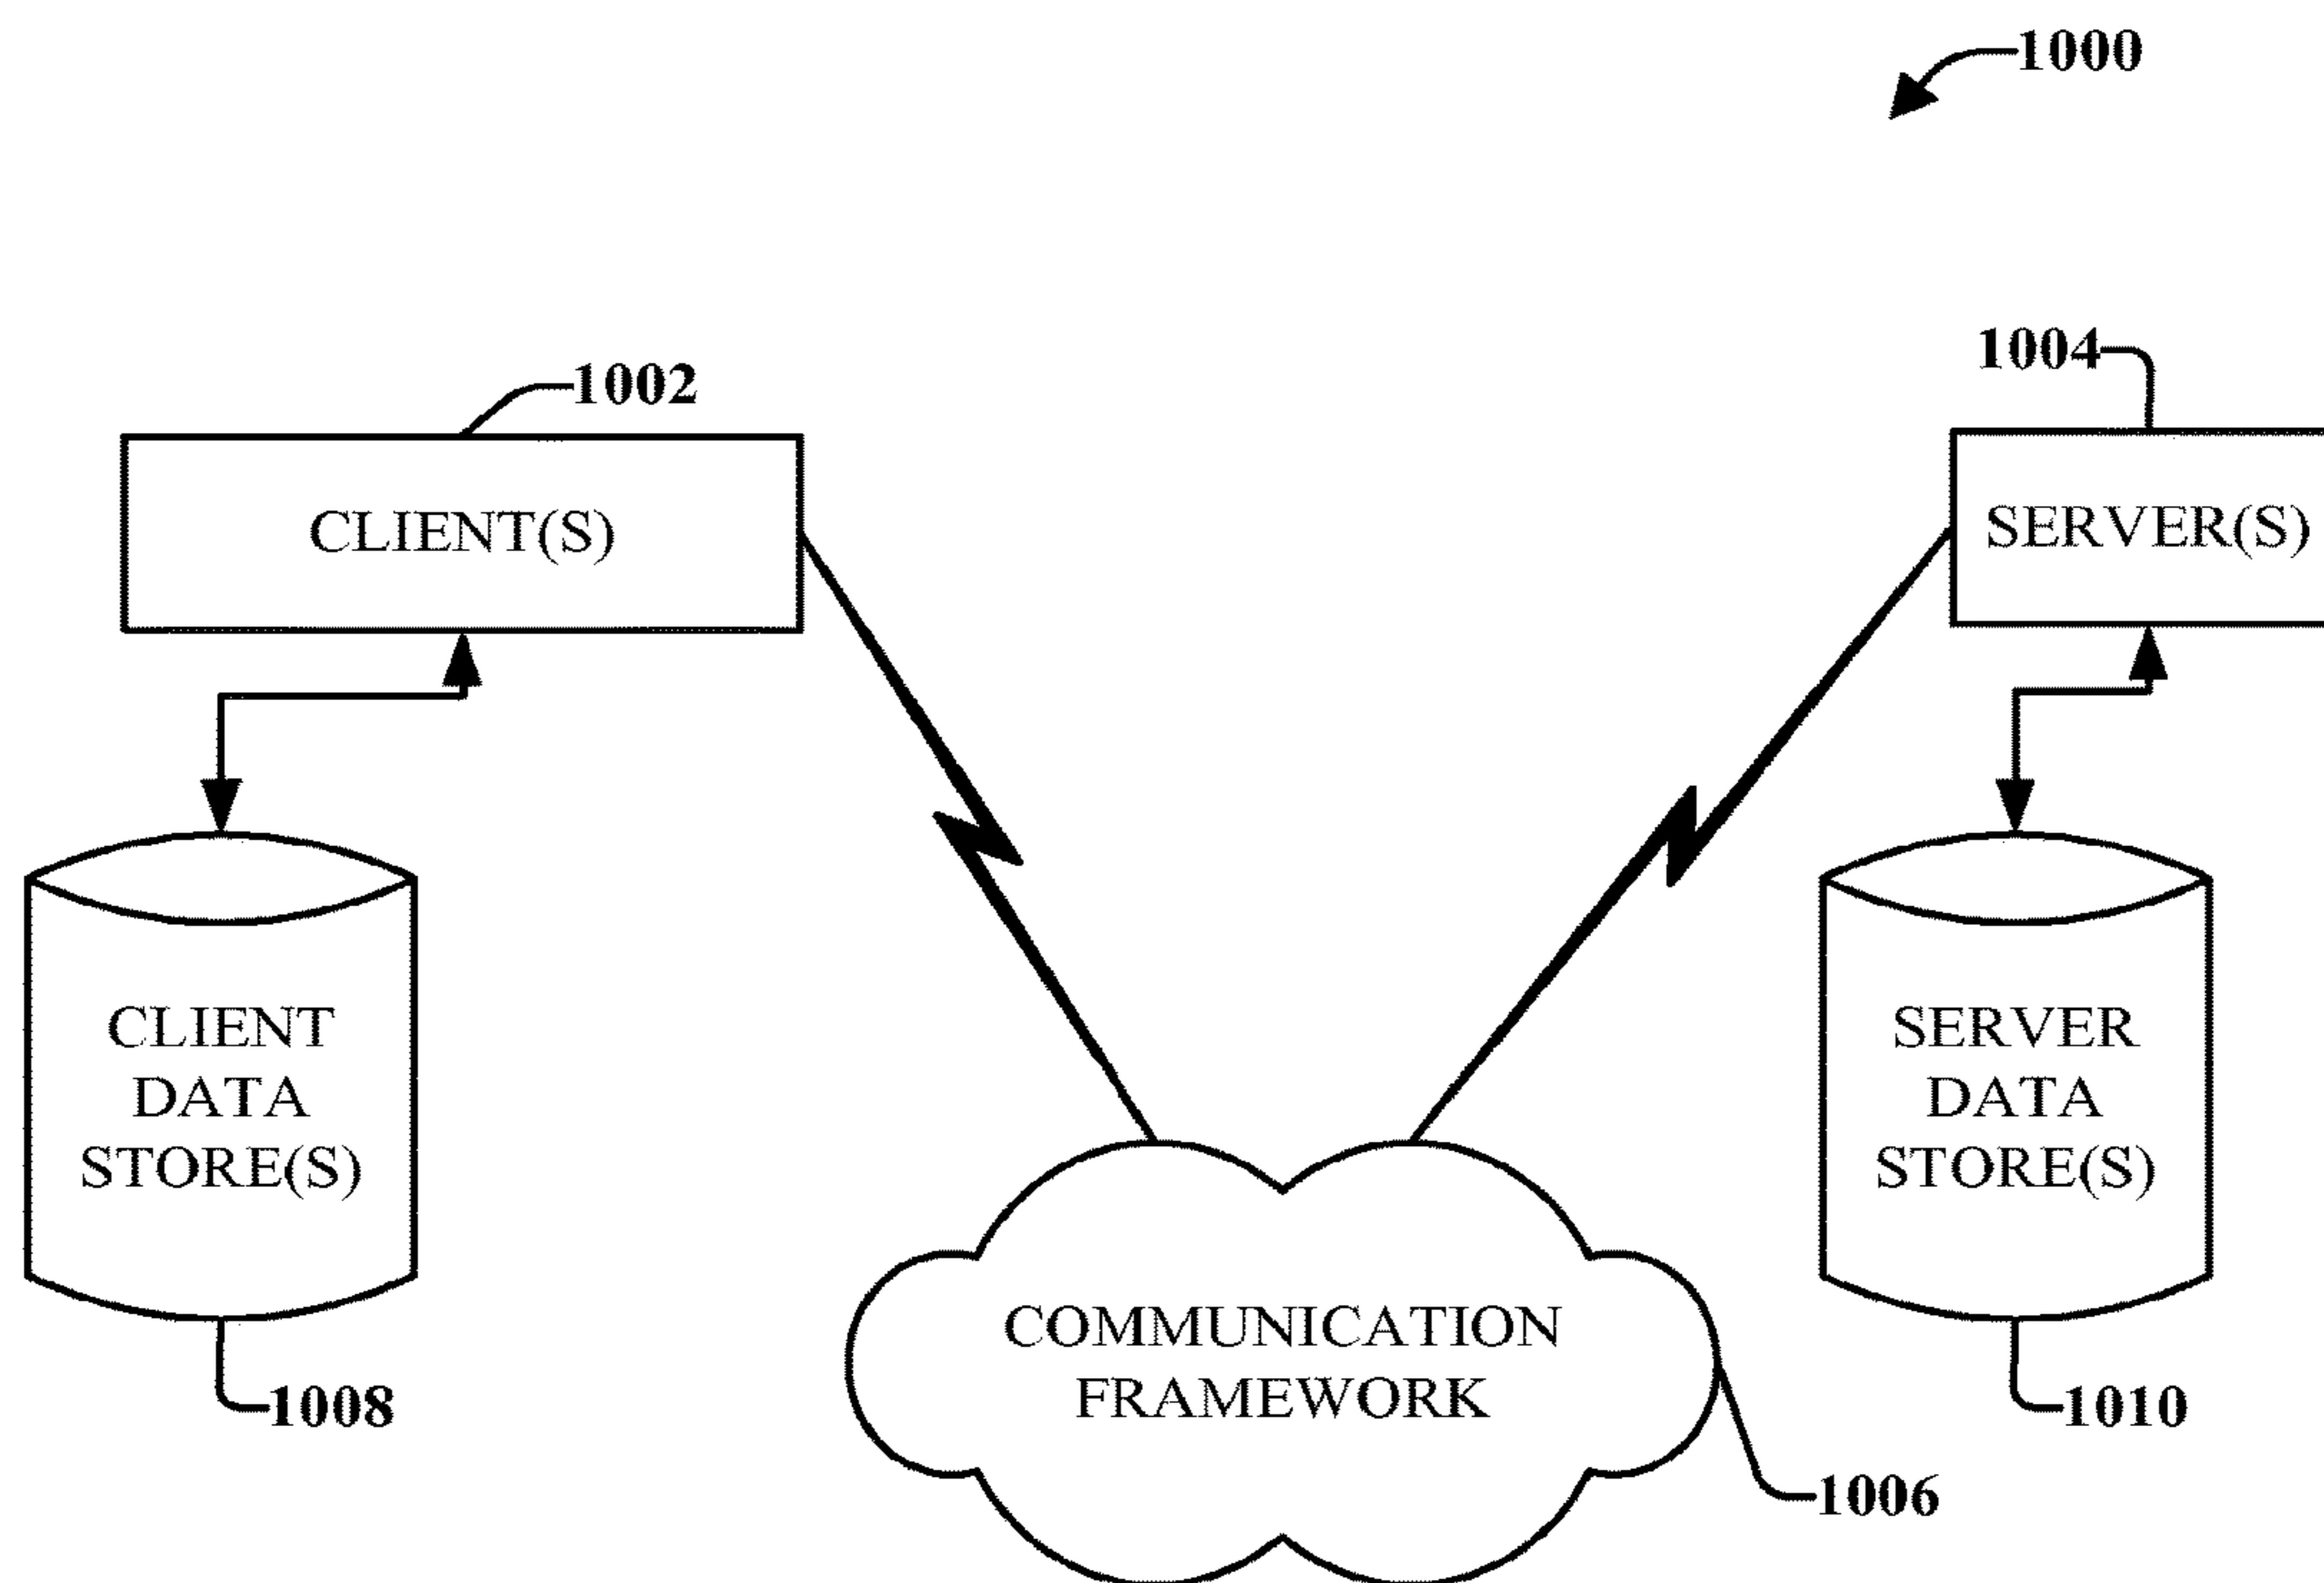 1000
1002
1004
CLIENT(S)
SERVER(S)
CLIENT
DATA
STORE(S)
SERVER
DATA
STORE(S)
COMMUNICATION
FRAMEWORK
1008
1010
1006